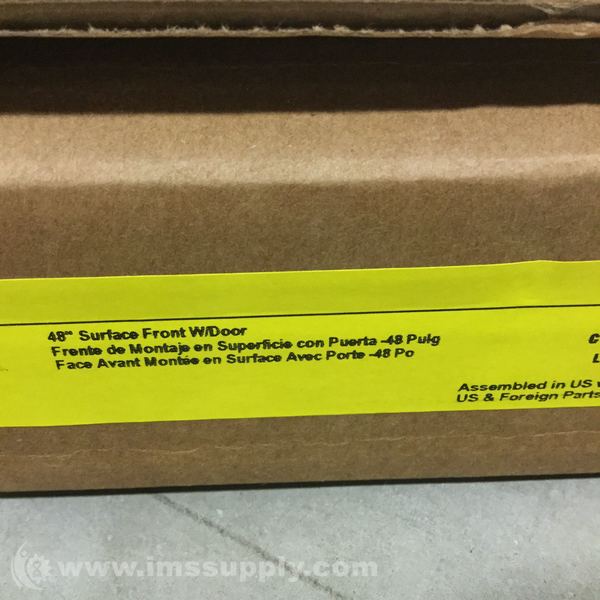 48" Surface Front W/Door
Frente de Montaje en Superficie con Puerta -48 Pulg
Face Avant Montée en Surface Avec Porte -48 Po
C
L
Assembled in US
US & Foreign Parts
www.imssupply.com